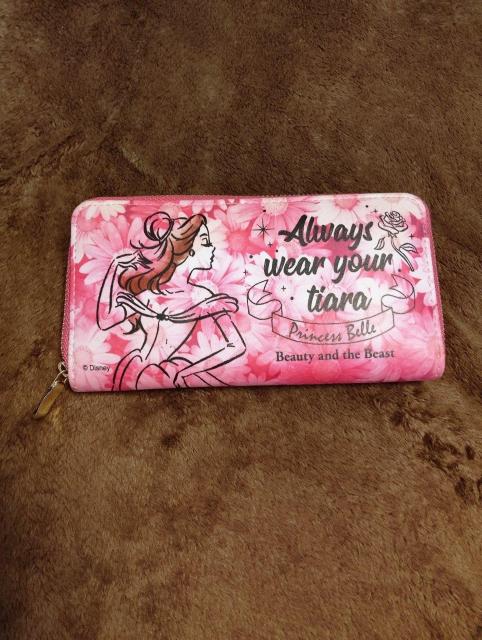 Always
wear your
tiara
Princess Belle
Beauty and the Beast
© Disney